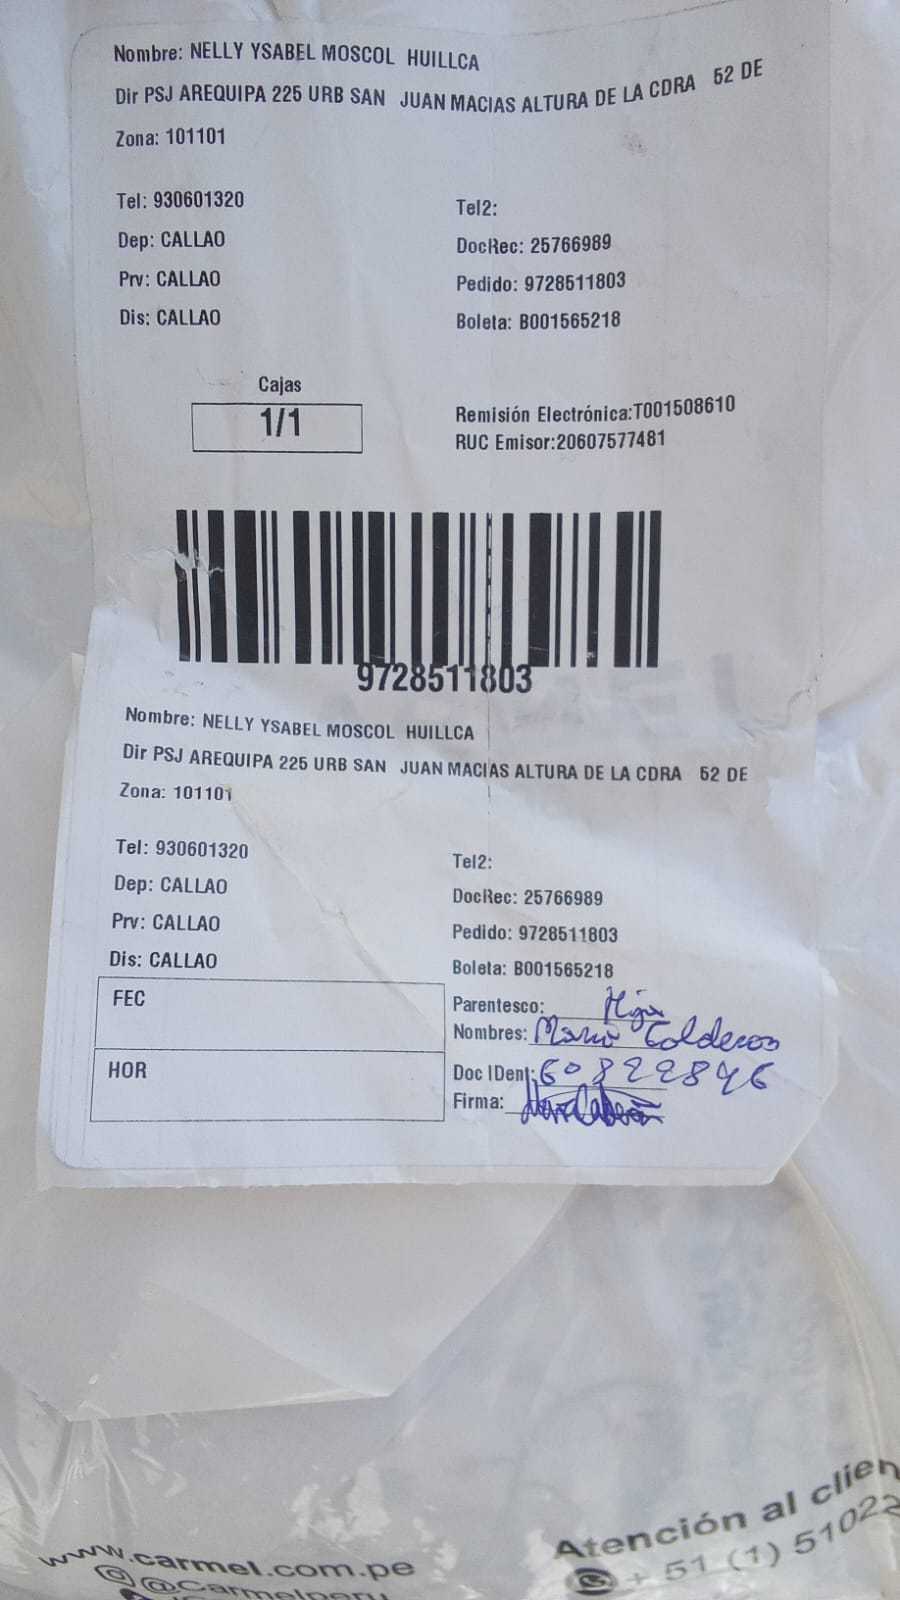 Nombre: NELLY YSABEL MOSCOL HUILLCA
Dir PSJ AREQUIPA 225 URB SAN JUAN MACIAS ALTURA DE LA CDRA 52 DE
Zona: 101101
Tel: 930601320
Tel2:
Dep: CALLAO
DocRec: 25766989
Prv: CALLAO
Pedido: 9728511803
Dis: CALLAO
Boleta: B001565218
Cajas
1/1
Remisión Electrónica:T001508610
RUC Emisor:20607577481
9728511803
Nombre: NELLY YSABEL MOSCOL HUILLCA
Dir PSJ AREQUIPA 225 URB SAN JUAN MACIAS ALTURA DE LA CDRA 52 DE
Zona: 101101
Tel: 930601320
Tel2:
Dep: CALLAO
DocRec: 25766989
Prv: CALLAO
Pedido: 9728511803
Dis: CALLAO
Boleta: B001565218
FEC
Parentesco: Hija
Nombres:
HOR
Doc IDent: 60822846
Firma:
www.carmel.com.pe
Atención al clien
@Carmelperu
+ 51 (1) 51022